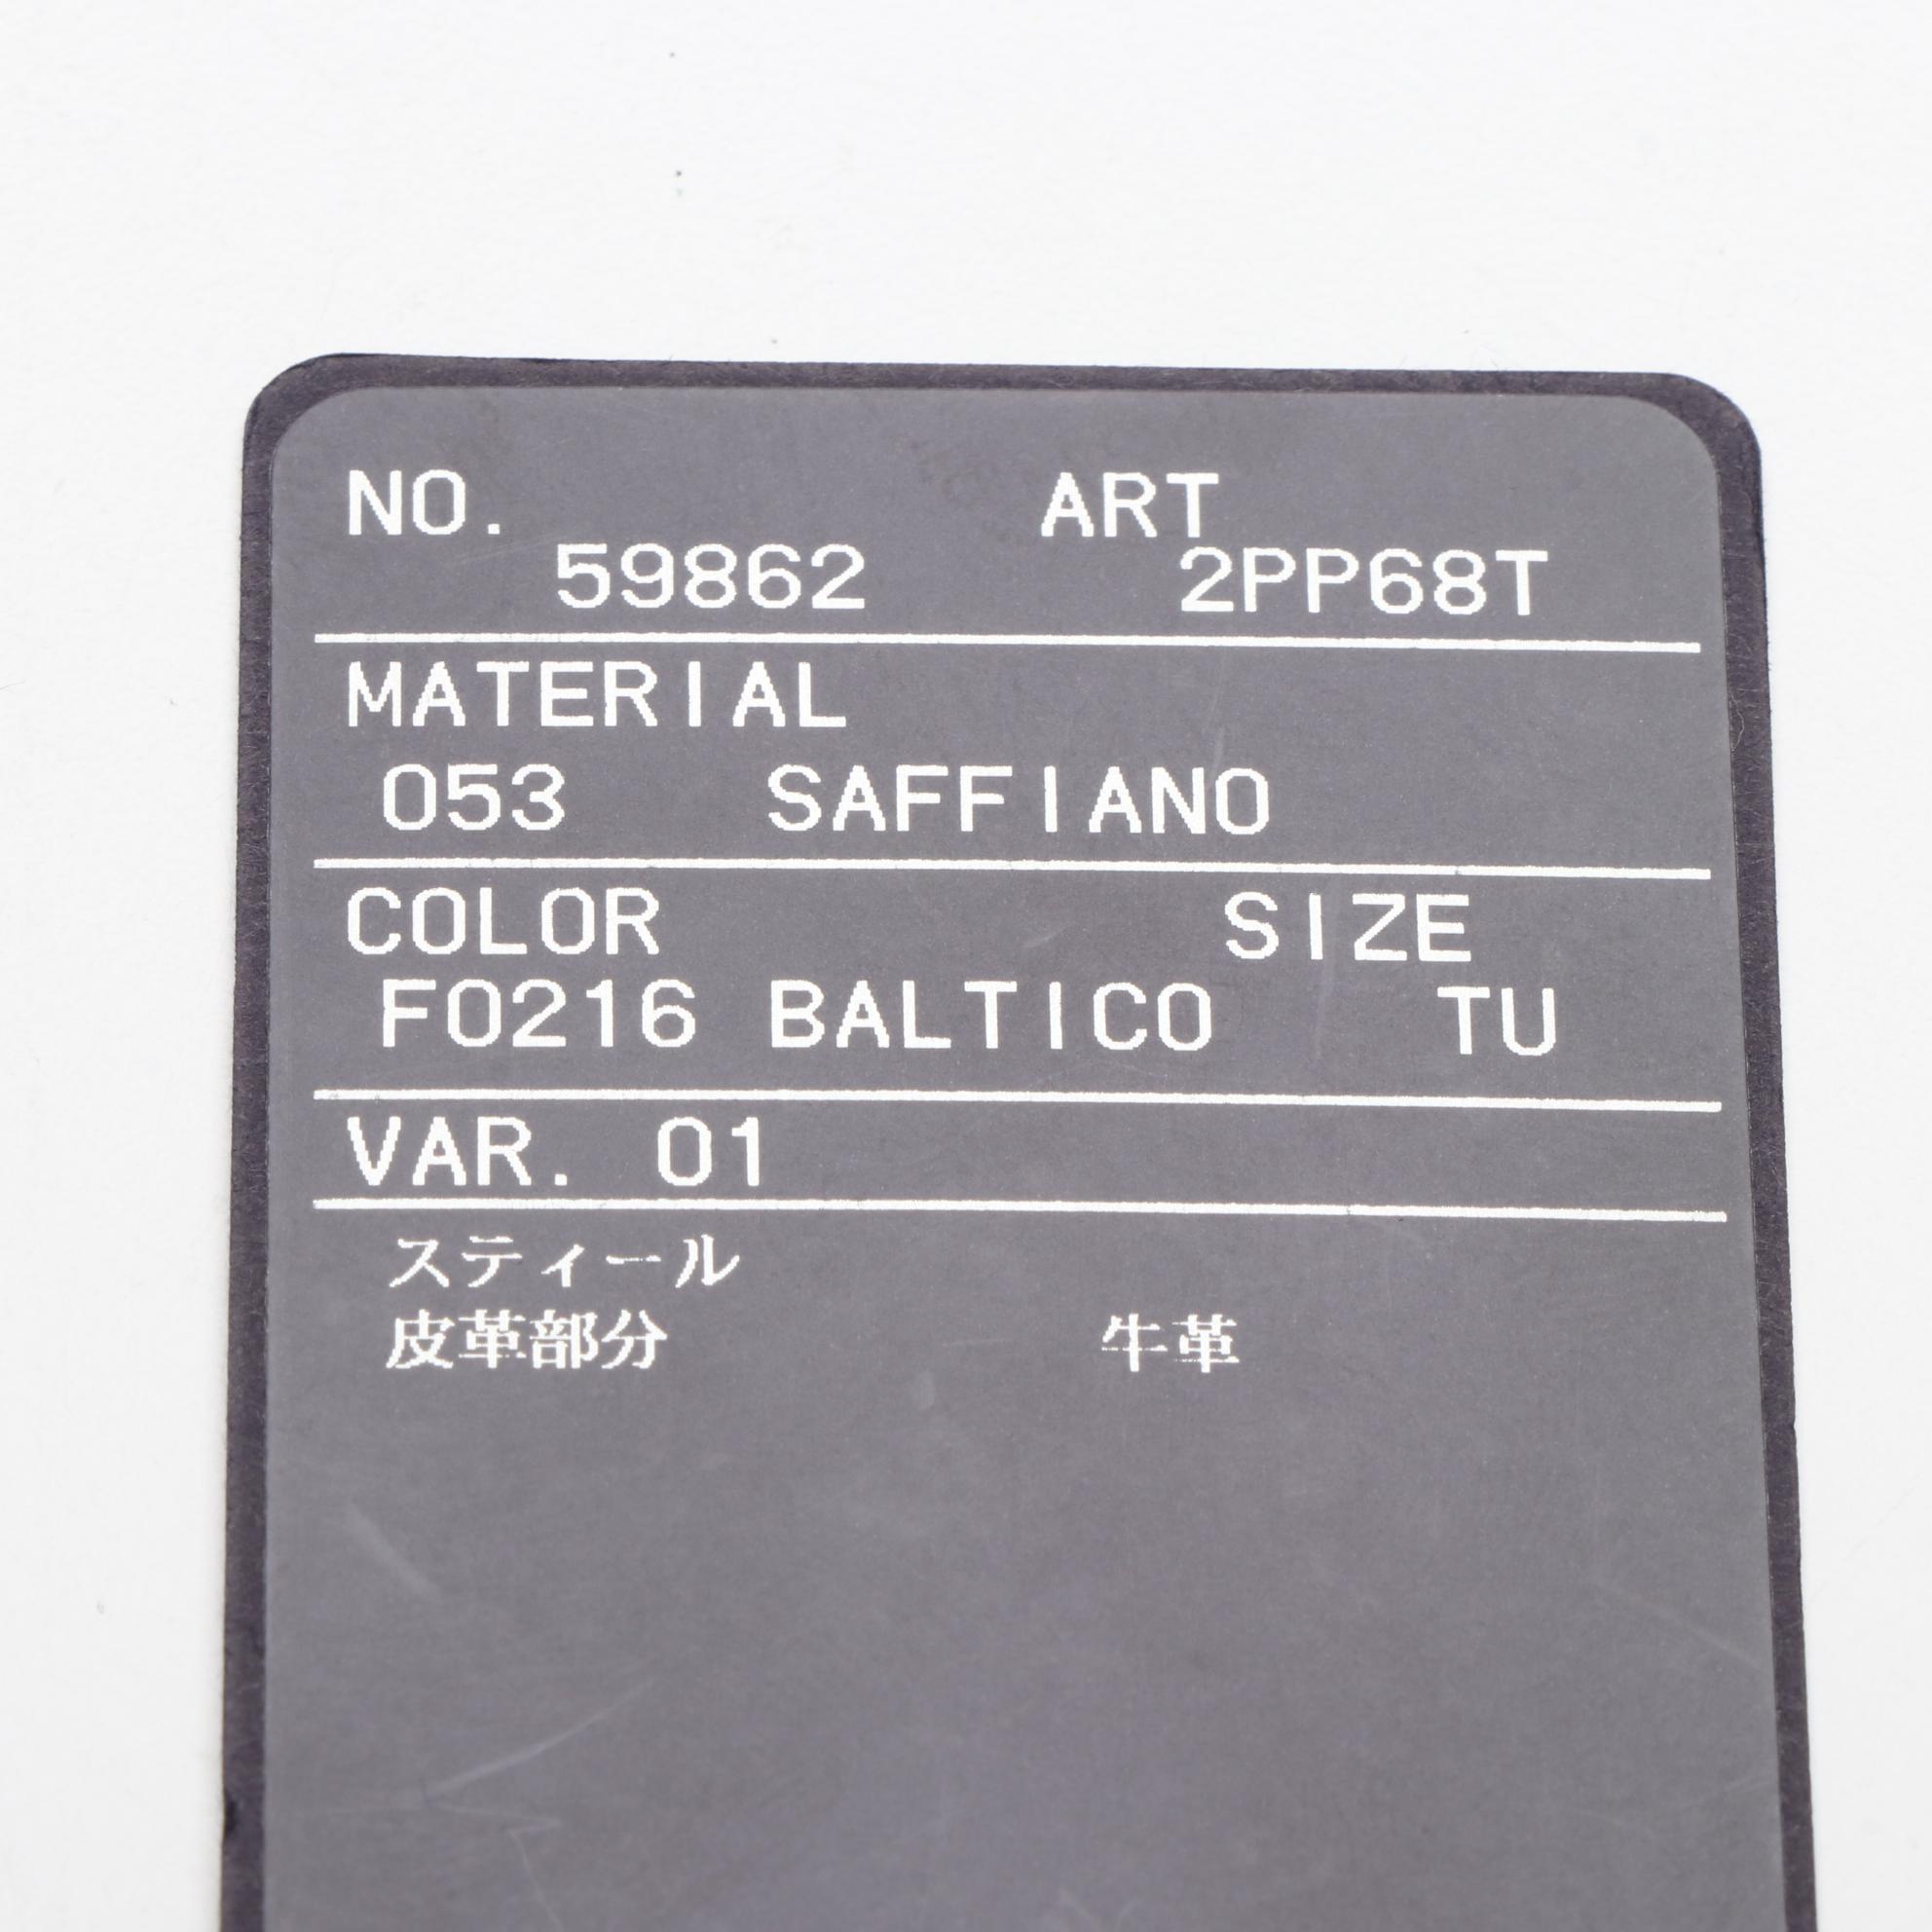 NO. ART
59862 2PP68T
MATERIAL
053 SAFFIANO
COLOR SIZE
F0216 BALTICO TU
VAR. 01
スティール
皮革部分 牛革